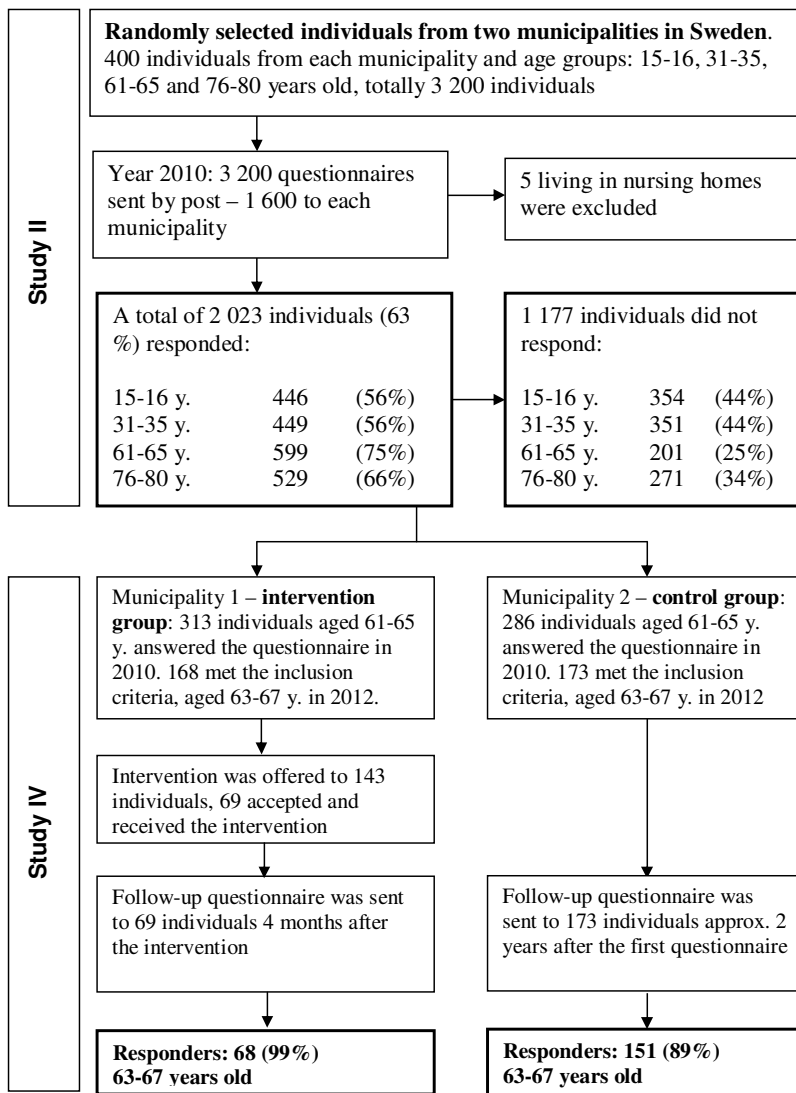 Randomly selected individuals from two municipalities in Sweden.
400 individuals from each municipality and age groups: 15-16, 31-35,
61-65 and 76-80 years old, totally 3 200 individuals
Study II
Year 2010: 3 200 questionnaires
sent by post – 1 600 to each
municipality
5 living in nursing homes
were excluded
A total of 2 023 individuals (63
%) responded:
15-16 y. 446 (56%)
31-35 y. 449 (56%)
61-65 y. 599 (75%)
76-80 y. 529 (66%)
1 177 individuals did not
respond:
15-16 y. 354 (44%)
31-35 y. 351 (44%)
61-65 y. 201 (25%)
76-80 y. 271 (34%)
Study IV
Municipality 1 – intervention
group: 313 individuals aged 61-65
y. answered the questionnaire in
2010. 168 met the inclusion
criteria, aged 63-67 y. in 2012.
Municipality 2 – control group:
286 individuals aged 61-65 y.
answered the questionnaire in
2010. 173 met the inclusion
criteria, aged 63-67 y. in 2012
Intervention was offered to 143
individuals, 69 accepted and
received the intervention
Follow-up questionnaire was sent
to 69 individuals 4 months after
the intervention
Follow-up questionnaire was
sent to 173 individuals approx. 2
years after the first questionnaire
Responders: 68 (99%)
63-67 years old
Responders: 151 (89%)
63-67 years old